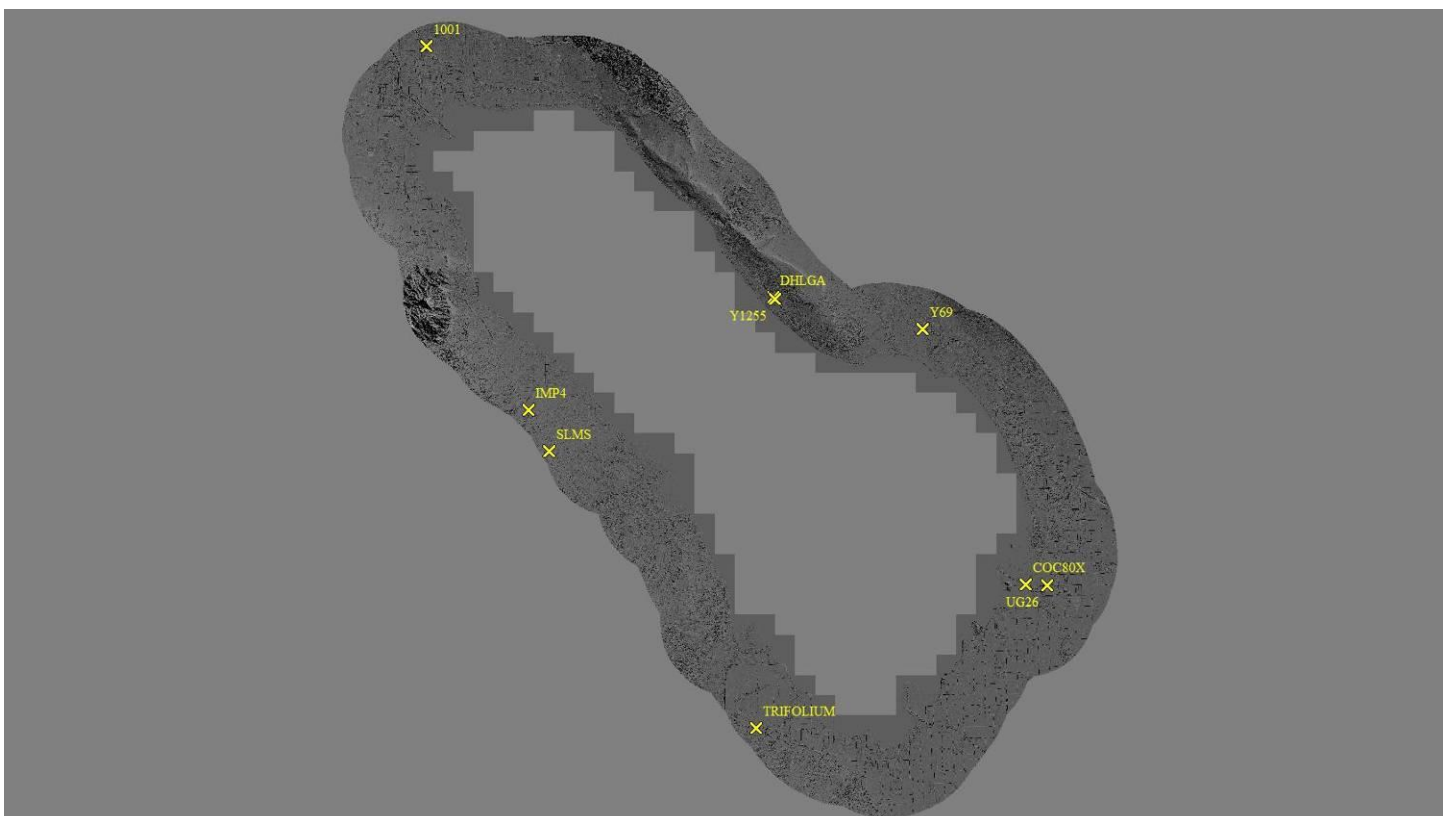 1001
DHLGA
Y1255
Y69
IMP4
SLMS
COC80X
UG26
TRIFOLIUM